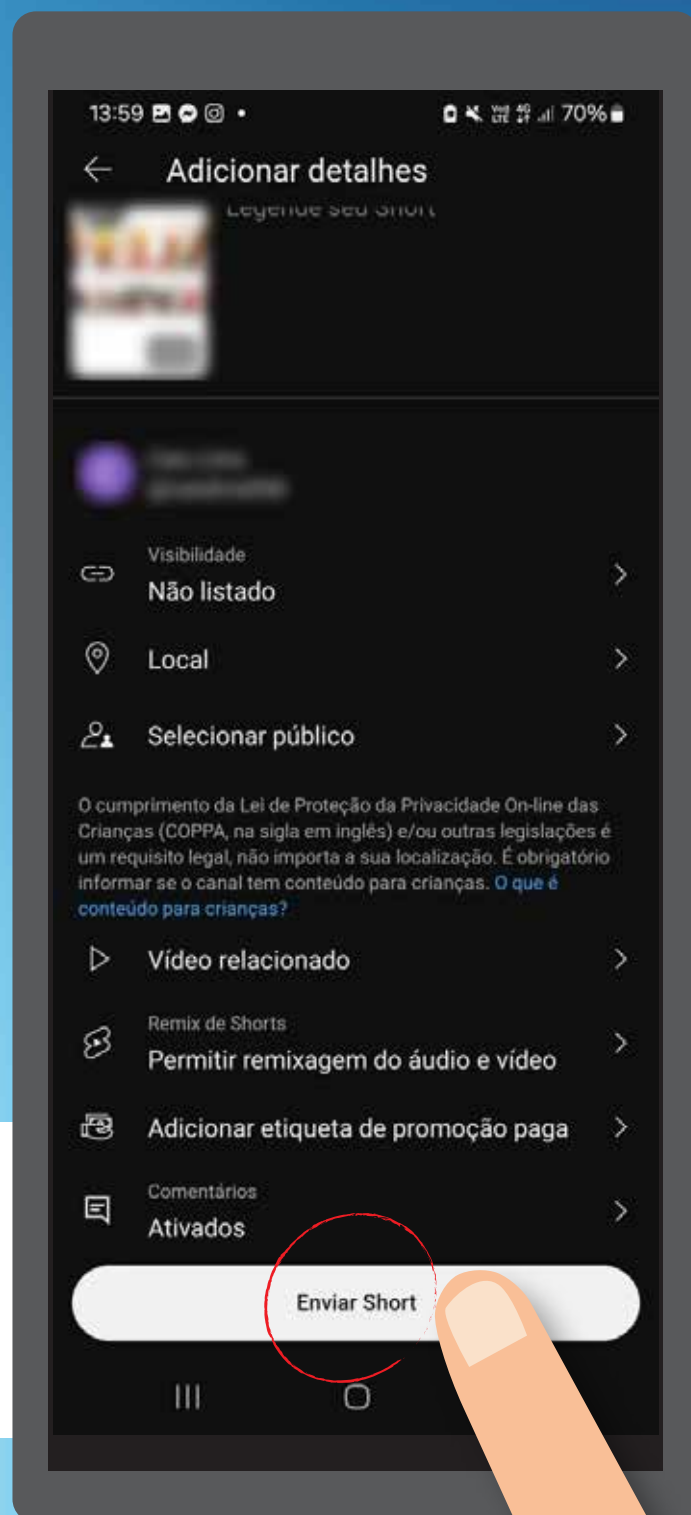 13:59
70%
Adicionar detalhes
Legende seu Short
Visibilidade
Não listado
Local
Selecionar público
O cumprimento da Lei de Proteção da Privacidade On-line das
Crianças (COPPA, na sigla em inglês) e/ou outras legislações é
um requisito legal, não importa a sua localização. É obrigatório
informar se o canal tem conteúdo para crianças. O que é
conteúdo para crianças?
Vídeo relacionado
Remix de Shorts
Permitir remixagem do áudio e vídeo
Adicionar etiqueta de promoção paga
Comentários
Ativados
Enviar Short